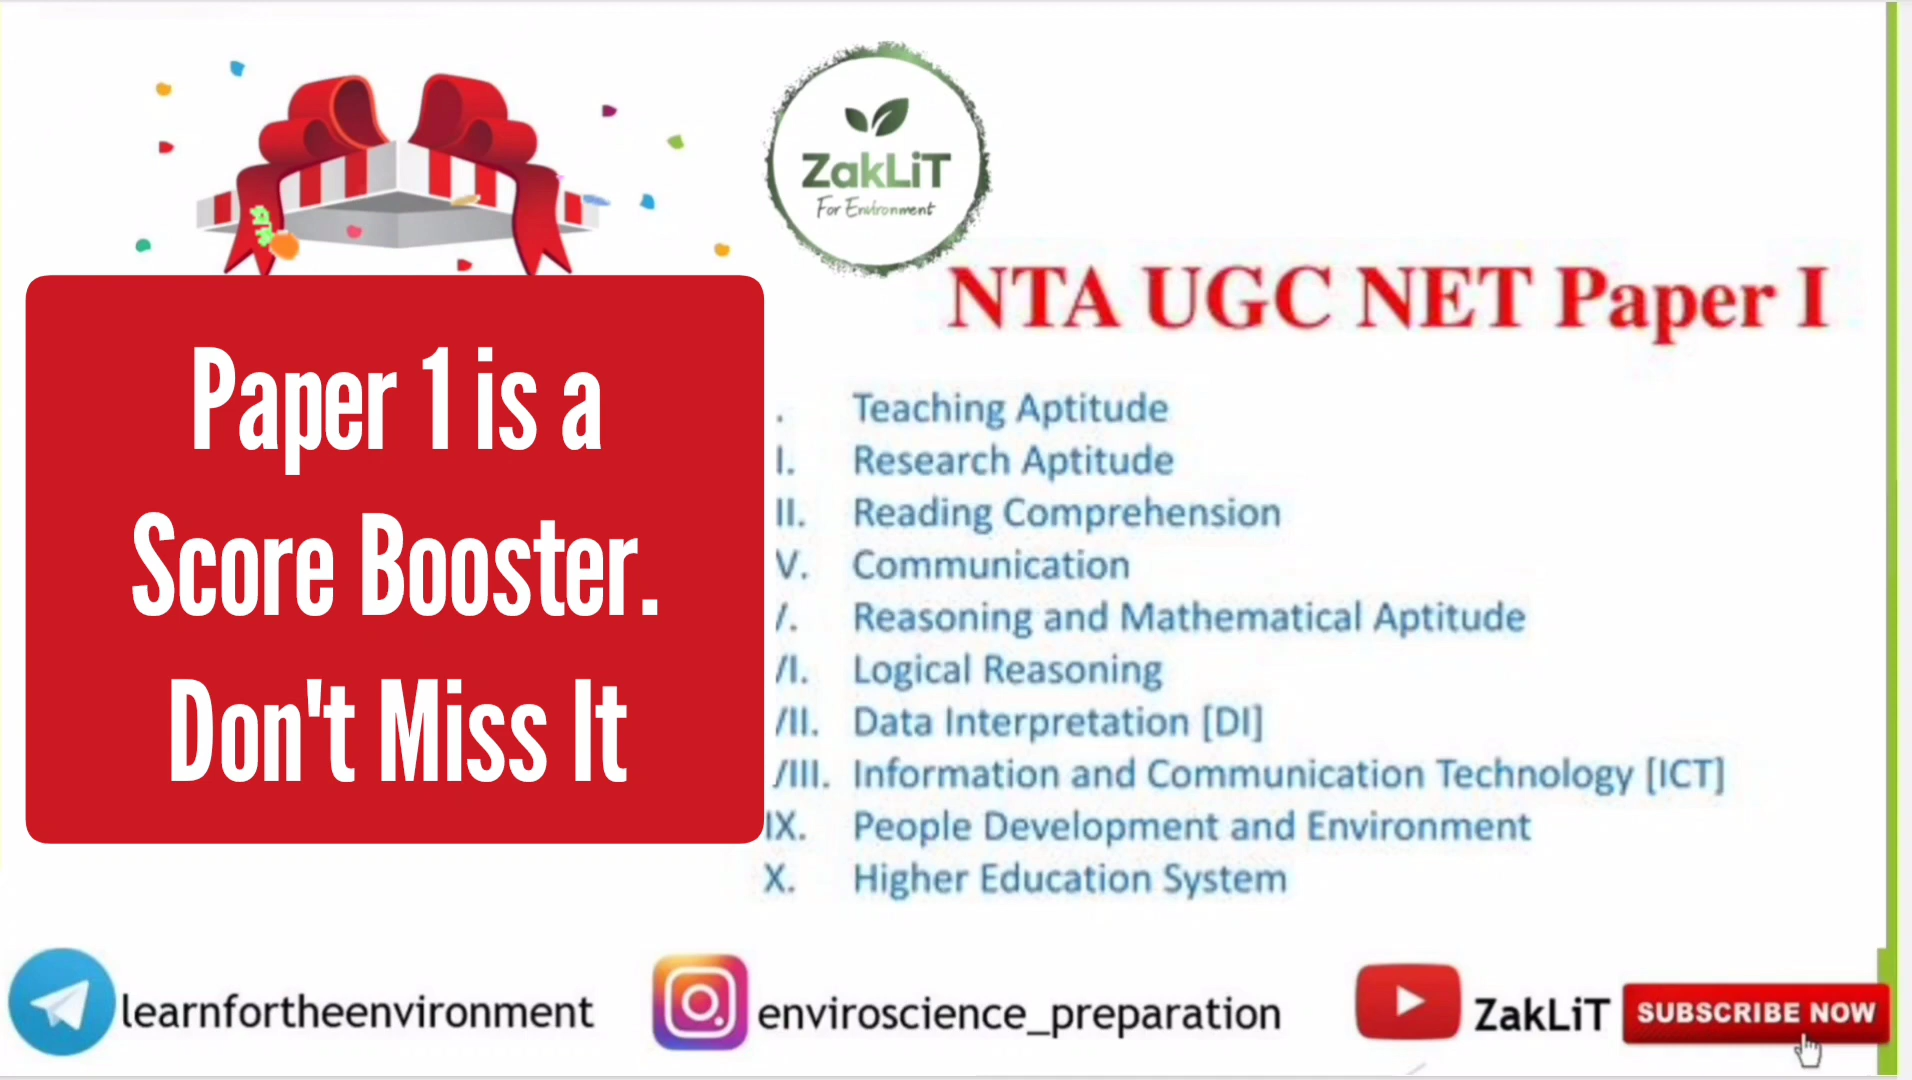 ZakLiT
For Environment
NTA UGC NET Paper I
Paper 1 is a
Score Booster.
Don't Miss It
. Teaching Aptitude
I. Research Aptitude
II. Reading Comprehension
V. Communication
/. Reasoning and Mathematical Aptitude
/I. Logical Reasoning
/II. Data Interpretation [DI]
/III. Information and Communication Technology [ICT]
IX. People Development and Environment
X. Higher Education System
learnfortheenvironment
enviroscience_preparation
ZakLiT
SUBSCRIBE NOW